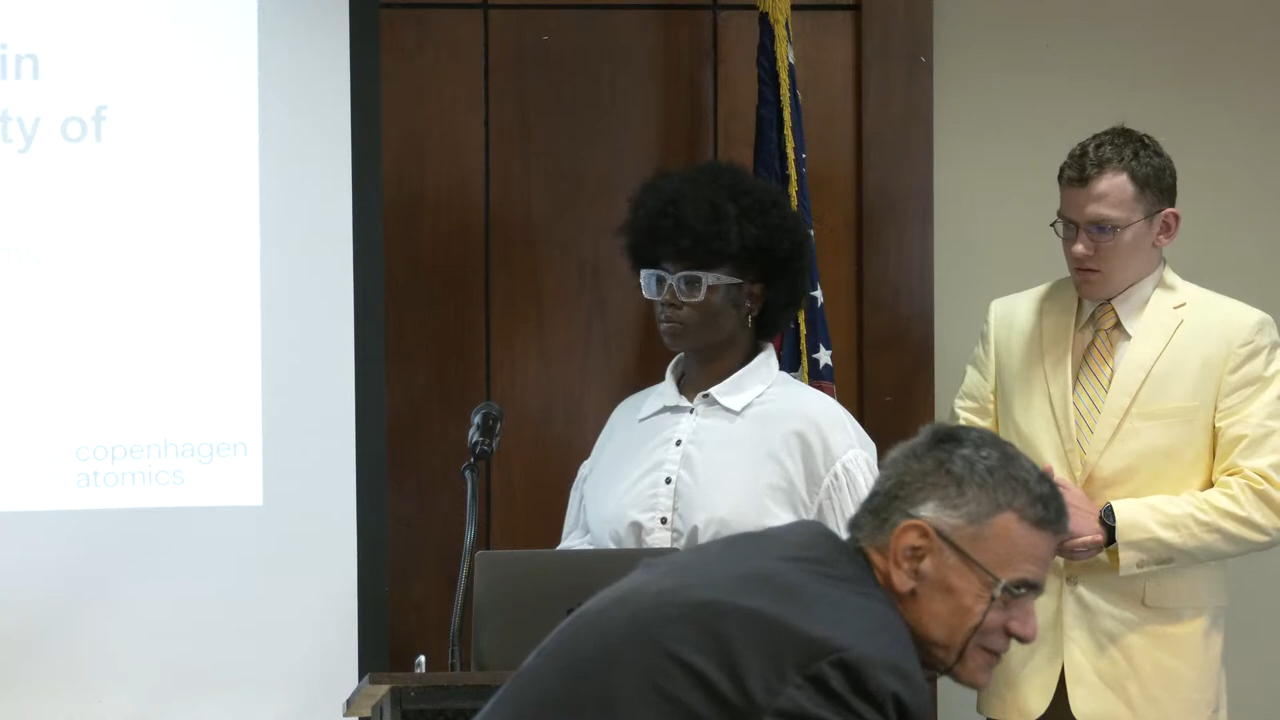 in
ty of
copenhagen
atomics